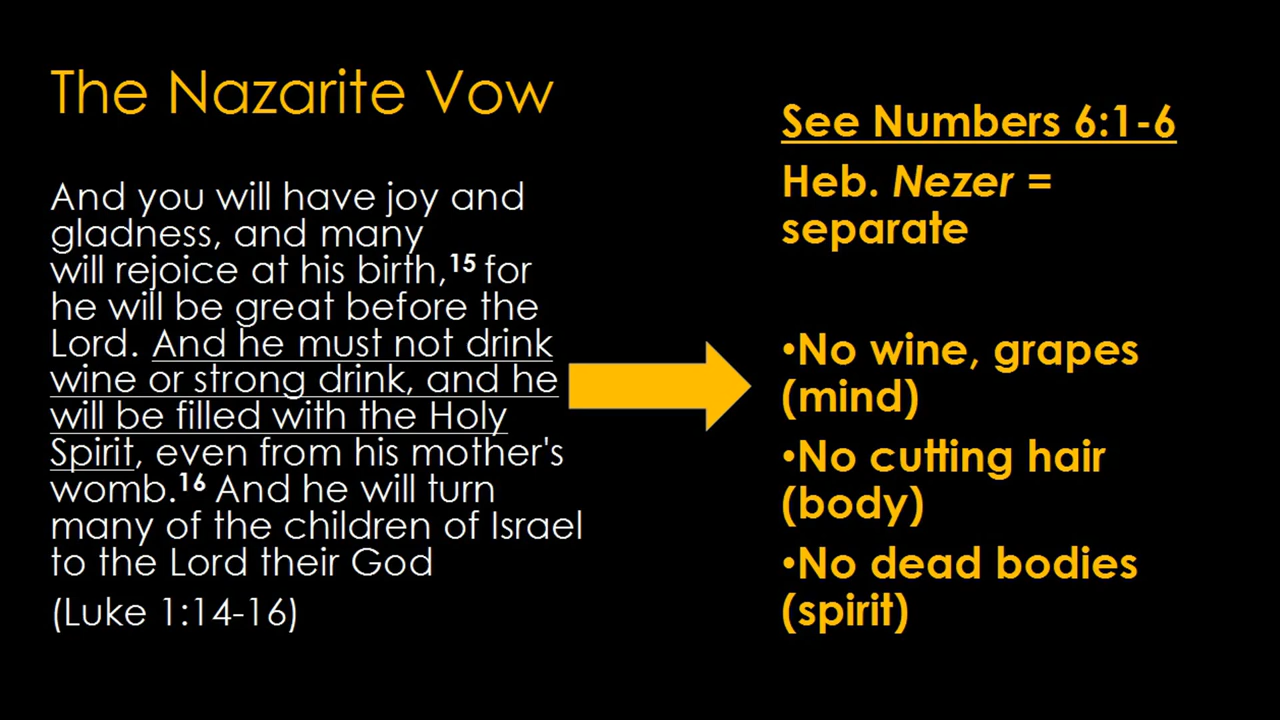 The Nazarite Vow
And you will have joy and
gladness, and many
will rejoice at his birth,15 for
he will be great before the
Lord. And he must not drink
wine or strong drink, and he
will be filled with the Holy
Spirit, even from his mother's
womb.16 And he will turn
many of the children of Israel
to the Lord their God
(Luke 1:14-16)
See Numbers 6:1-6
Heb. Nezer =
separate
•No wine, grapes
(mind)
•No cutting hair
(body)
•No dead bodies
(spirit)